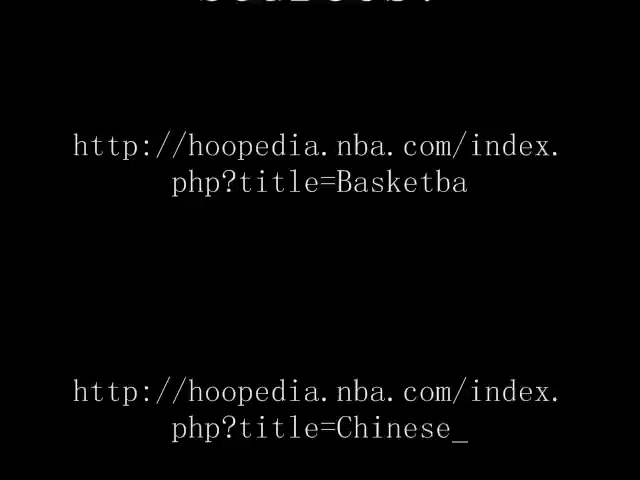 http://hoopedia.nba.com/index.
php?title=Basketba
http://hoopedia.nba.com/index.
php?title=Chinese_